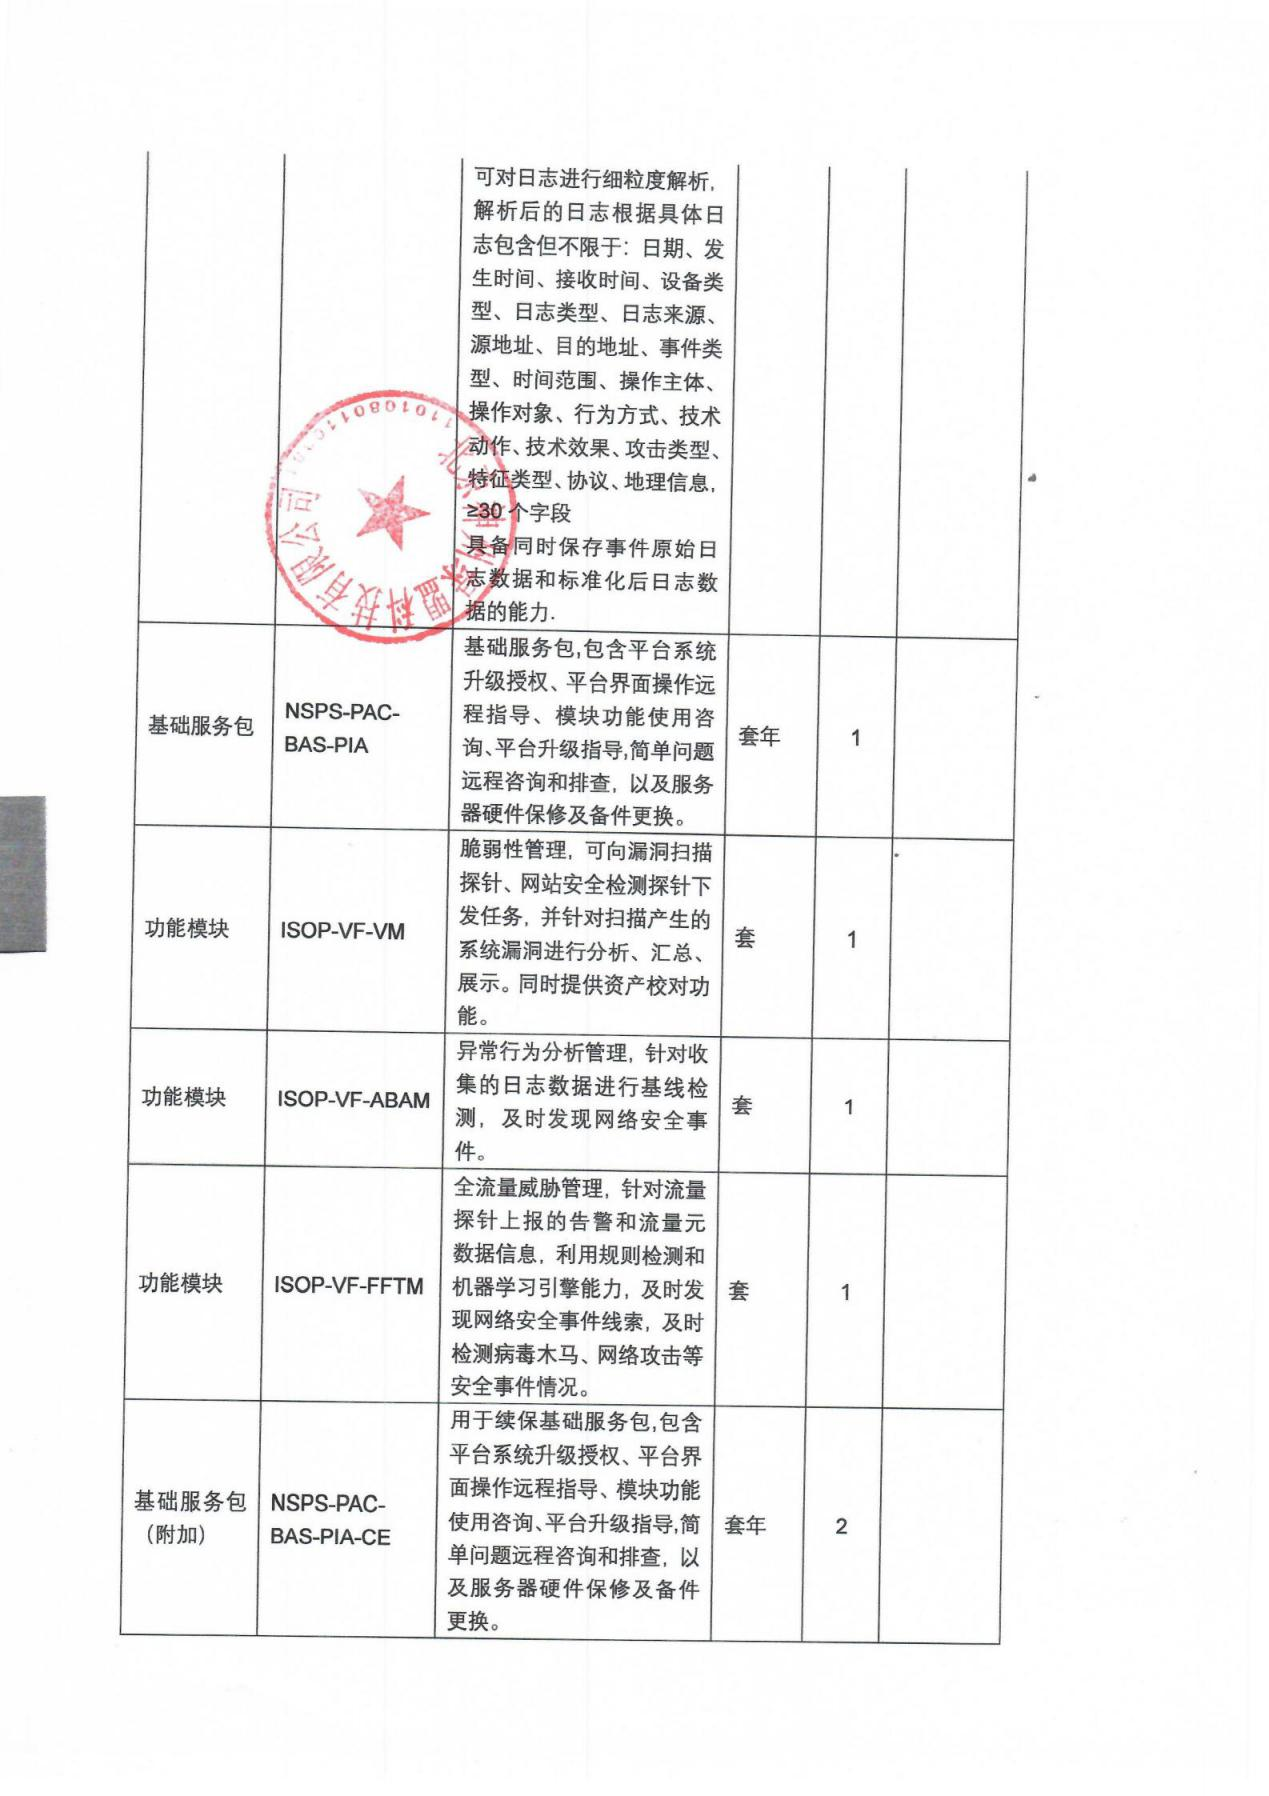 可对日志进行细粒度解析,
解析后的日志根据具体日
志包含但不限于: 日期、发
生时间、接收时间、设备类
型、日志类型、日志来源、
源地址、目的地址、事件类
型、时间范围、操作主体、
操作对象、行为方式、技术
动作、技术效果、攻击类型、
特征类型、协议、地理信息,
≥30 个字段
具备同时保存事件原始日
志数据和标准化后日志数
据的能力.
科技有限公司
基础服务包
NSPS-PAC-
BAS-PIA
基础服务包,包含平台系统
升级授权、平台界面操作远
程指导、模块功能使用咨
询、平台升级指导,简单问题
远程咨询和排查, 以及服务
器硬件保修及备件更换。
套年
1
功能模块
ISOP-VF-VM
脆弱性管理, 可向漏洞扫描
探针、网站安全检测探针下
发任务, 并针对扫描产生的
系统漏洞进行分析、汇总、
展示。同时提供资产校对功
能。
套
1
功能模块
ISOP-VF-ABAM
异常行为分析管理, 针对收
集的日志数据进行基线检
测, 及时发现网络安全事
件。
套
1
功能模块
ISOP-VF-FFTM
全流量威胁管理, 针对流量
探针上报的告警和流量元
数据信息, 利用规则检测和
机器学习引擎能力, 及时发
现网络安全事件线索, 及时
检测病毒木马、网络攻击等
安全事件情况。
套
1
基础服务包
(附加)
NSPS-PAC-
BAS-PIA-CE
用于续保基础服务包,包含
平台系统升级授权、平台界
面操作远程指导、模块功能
使用咨询、平台升级指导,简
单问题远程咨询和排查, 以
及服务器硬件保修及备件
更换。
套年
2